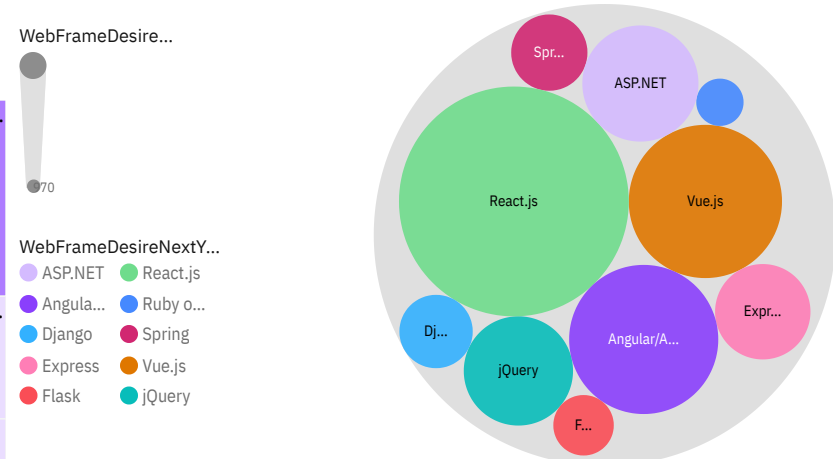 WebFrameDesire...
970
WebFrameDesireNextY...
ASP.NET React.js
Angula... Ruby o...
Django Spring
Express Vue.js
Flask jQuery
Spr...
ASP.NET
React.js
Vue.js
Expr...
Dj...
Angular/A...
jQuery
F...